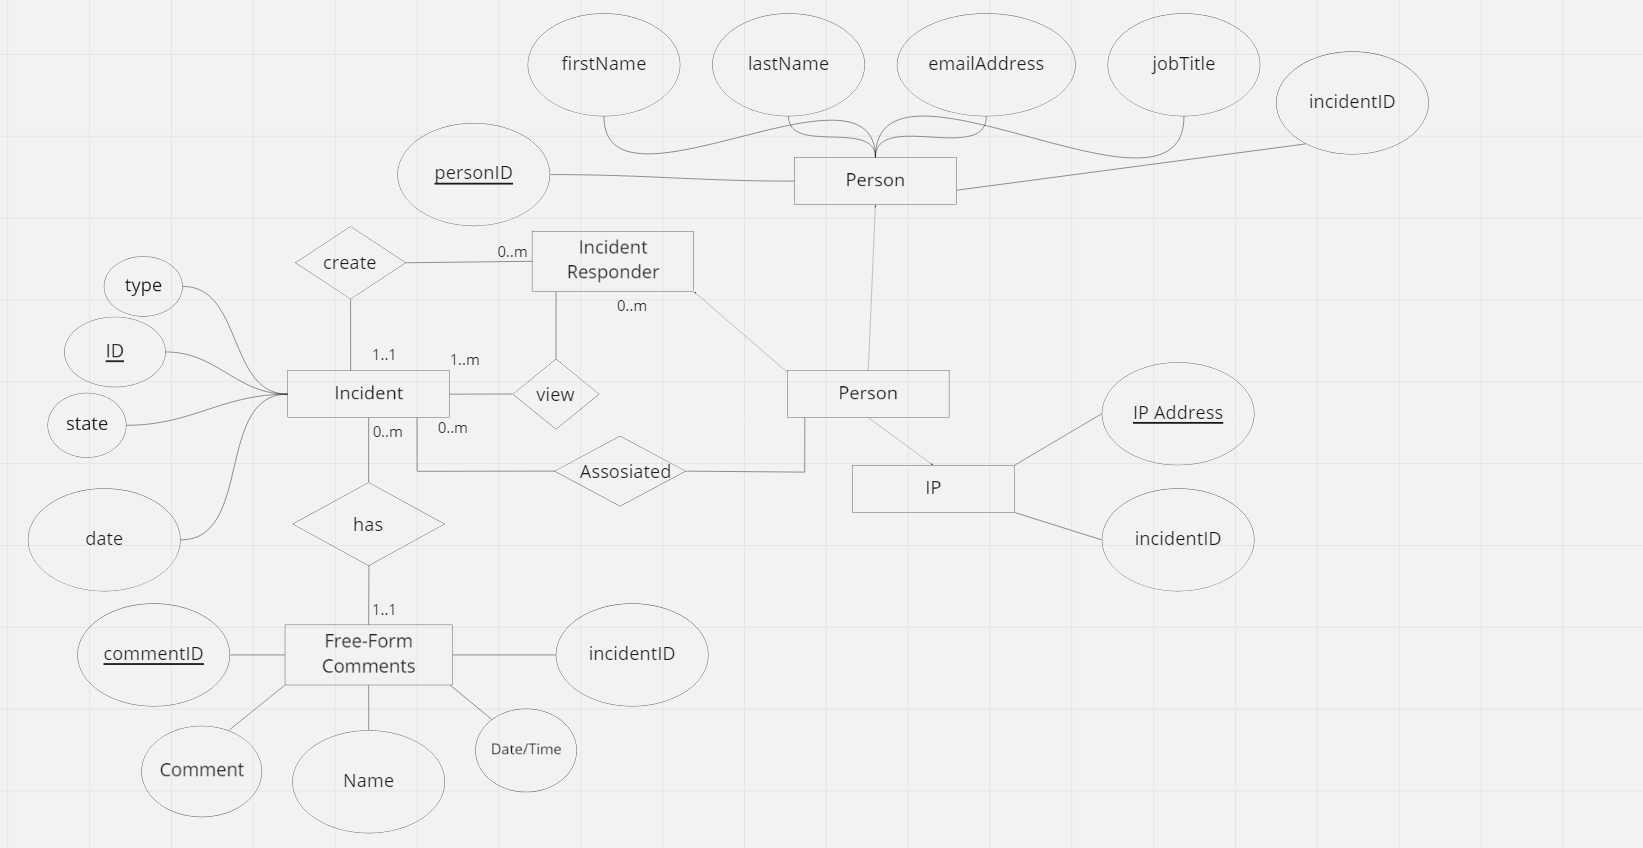 firstName
lastName
emailAddress
jobTitle
incidentID
personID
Person
create
0..m
Incident
Responder
0..m
type
ID
state
date
1..1
1..m
Incident
view
Person
0..m
0..m
Assosiated
IP Address
IP
incidentID
has
1..1
commentID
Free-Form
Comments
incidentID
Comment
Name
Date/Time